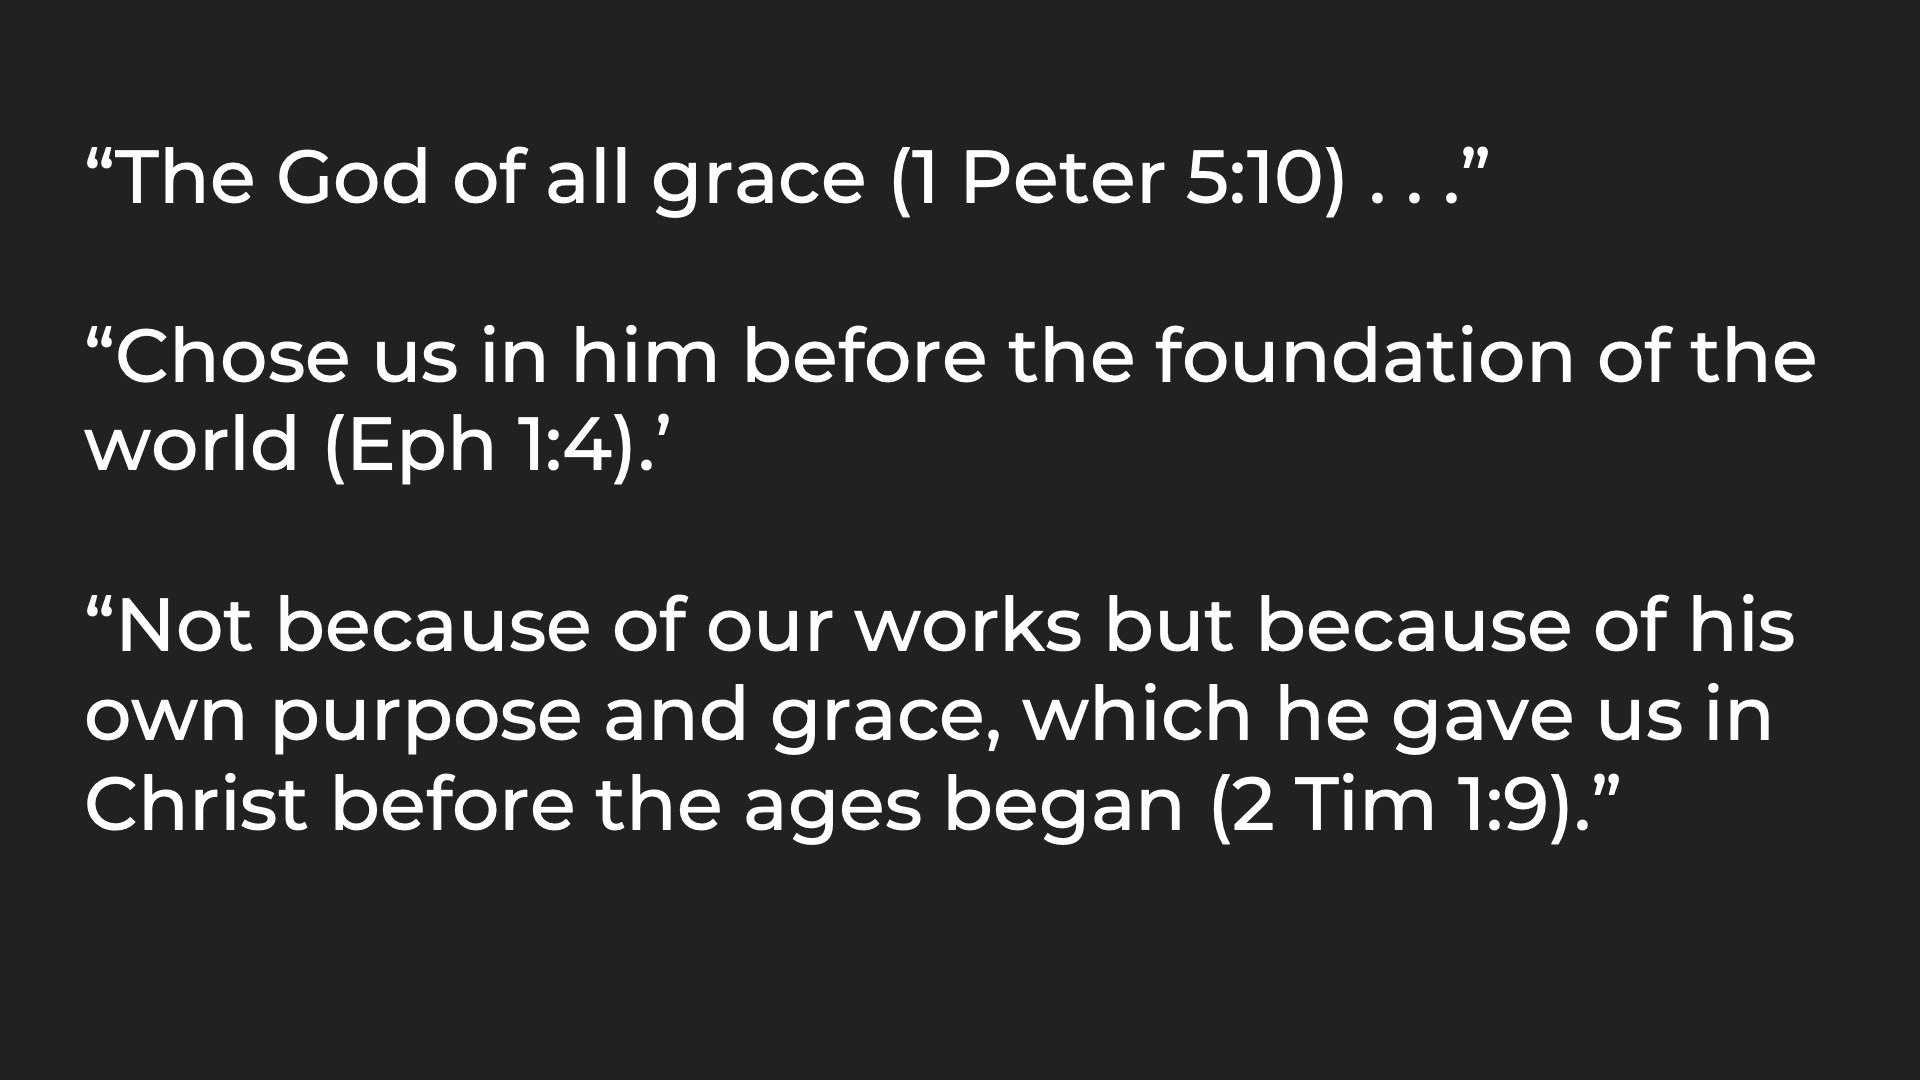 “The God of all grace (1 Peter 5:10) . . .”
“Chose us in him before the foundation of the
world (Eph 1:4).’
“Not because of our works but because of his
own purpose and grace, which he gave us in
Christ before the ages began (2 Tim 1:9).”